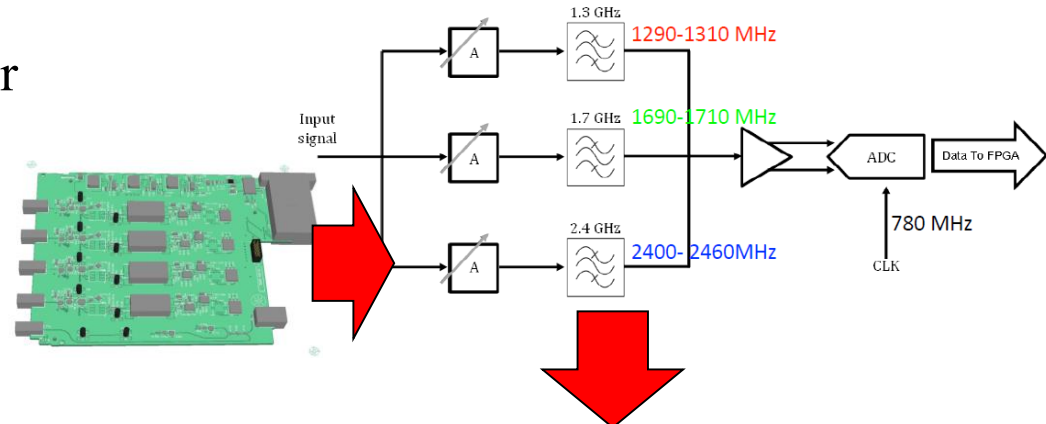 r
Input
signal
A
1.3 GHz
1290-1310 MHz
A
1.7 GHz
1690-1710 MHz
A
2.4 GHz
2400- 2460MHz
ADC
Data To FPGA
780 MHz
CLK